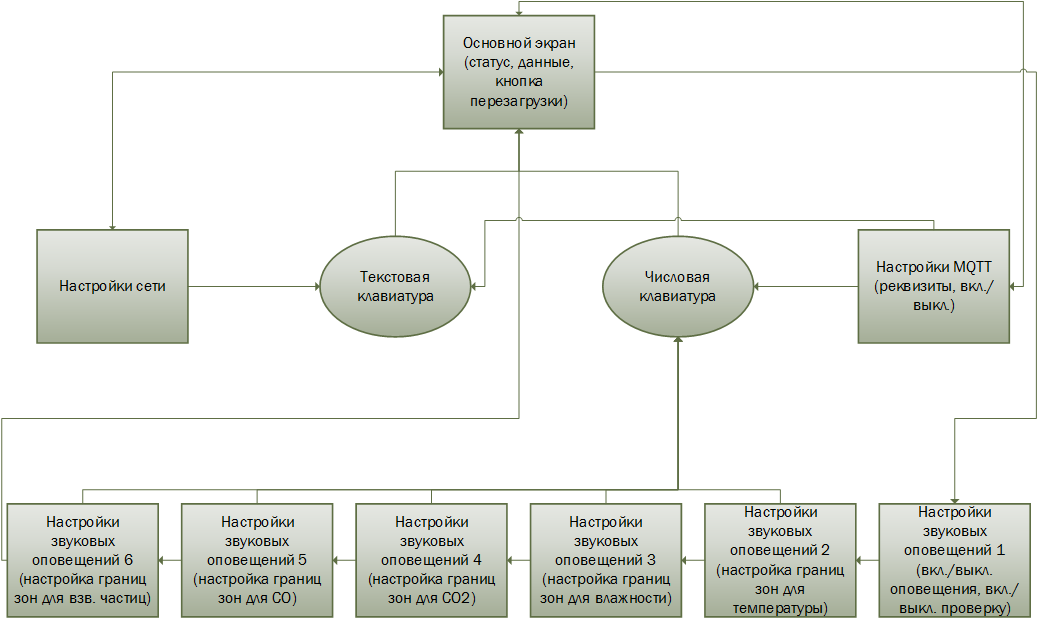 Основной экран
(статус, данные,
кнопка
перезагрузки)
Настройки сети
Текстовая
клавиатура
Числовая
клавиатура
Настройки MQTT
(реквизиты, вкл./
выкл.)
Настройки
звуковых
оповещений 6
(настройка границ
зон для взв. частиц)
Настройки
звуковых
оповещений 5
(настройка границ
зон для CO)
Настройки
звуковых
оповещений 4
(настройка границ
зон для CO2)
Настройки
звуковых
оповещений 3
(настройка границ
зон для влажности)
Настройки
звуковых
оповещений 2
(настройка границ
зон для
температуры)
Настройки
звуковых
оповещений 1
(вкл./выкл.
оповещения, вкл./
выкл. проверку)